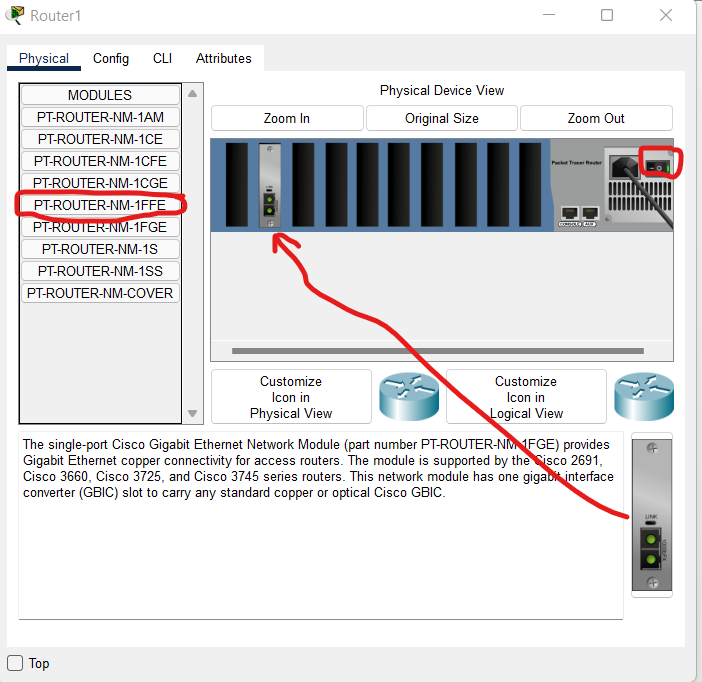 Router1
Physical Config CLI Attributes
MODULES
PT-ROUTER-NM-1AM
PT-ROUTER-NM-1CE
PT-ROUTER-NM-1CFE
PT-ROUTER-NM-1CGE
PT-ROUTER-NM-1FFE
PT-ROUTER-NM-1FGE
PT-ROUTER-NM-1S
PT-ROUTER-NM-1SS
PT-ROUTER-NM-COVER
Physical Device View
Zoom In Original Size Zoom Out
LINK
Packet Tracer Router
CONSOLE AUX
Customize
Icon in
Physical View
Customize
Icon in
Logical View
The single-port Cisco Gigabit Ethernet Network Module (part number PT-ROUTER-NM-1FGE) provides
Gigabit Ethernet copper connectivity for access routers. The module is supported by the Cisco 2691,
Cisco 3660, Cisco 3725, and Cisco 3745 series routers. This network module has one gigabit interface
converter (GBIC) slot to carry any standard copper or optical Cisco GBIC.
LINK
Top